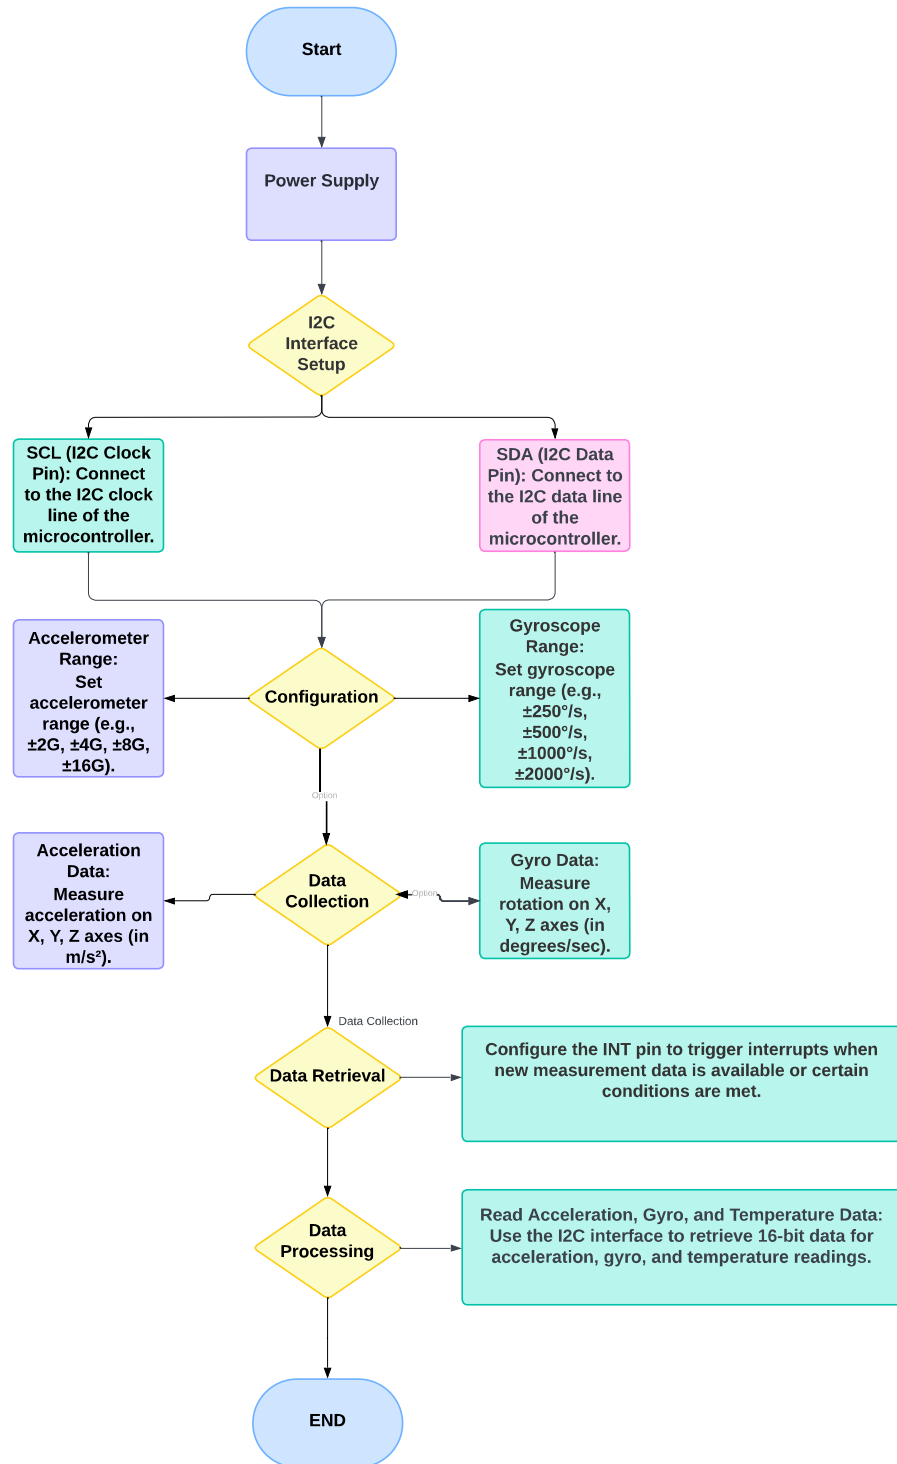 Start
Power Supply
I2C
Interface
Setup
SCL (I2C Clock
Pin): Connect
to the I2C clock
line of the
microcontroller.
SDA (I2C Data
Pin): Connect to
the I2C data line
of the
microcontroller.
Accelerometer
Range:
Set
accelerometer
range (e.g.,
±2G, ±4G, ±8G,
±16G).
Configuration
Gyroscope
Range:
Set gyroscope
range (e.g.,
±250°/s,
±500°/s,
±1000°/s,
±2000°/s).
Option
Acceleration
Data:
Measure
acceleration on
X, Y, Z axes (in
m/s²).
Data
Collection
Option
Gyro Data:
Measure
rotation on X,
Y, Z axes (in
degrees/sec).
Data Collection
Data Retrieval
Configure the INT pin to trigger interrupts when
new measurement data is available or certain
conditions are met.
Data
Processing
Read Acceleration, Gyro, and Temperature Data:
Use the I2C interface to retrieve 16-bit data for
acceleration, gyro, and temperature readings.
END